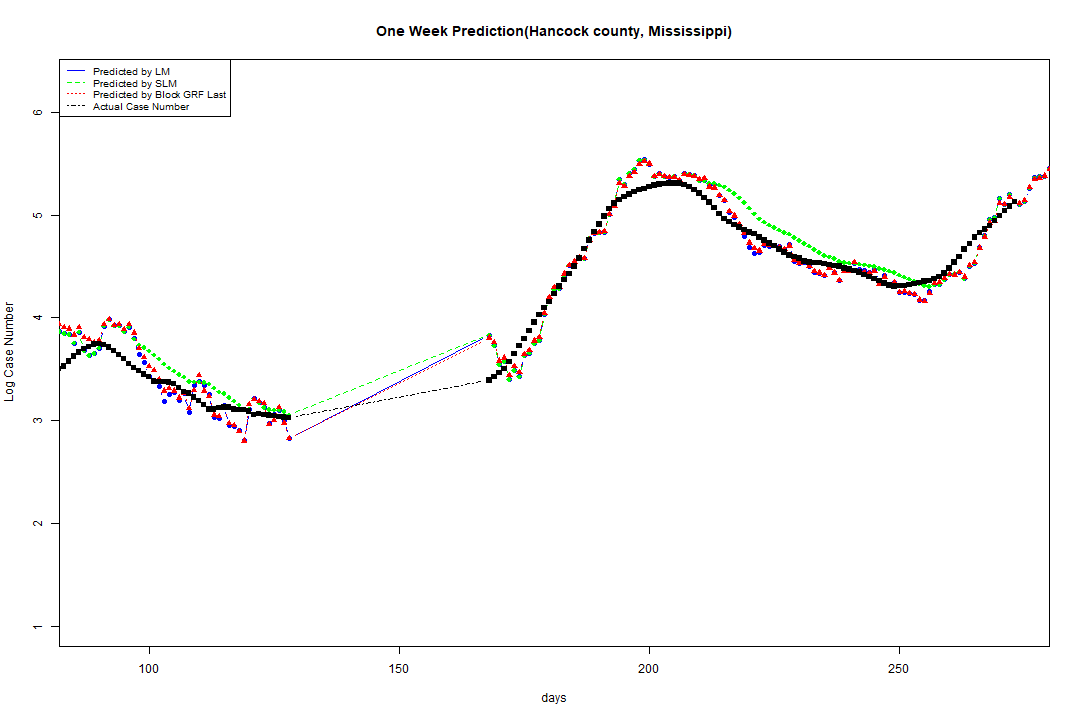 One Week Prediction(Hancock county, Mississippi)
Predicted by LM
Predicted by SLM
Predicted by Block GRF Last
Actual Case Number
6
5
4
3
2
1
Log Case Number
100 150 200 250
days